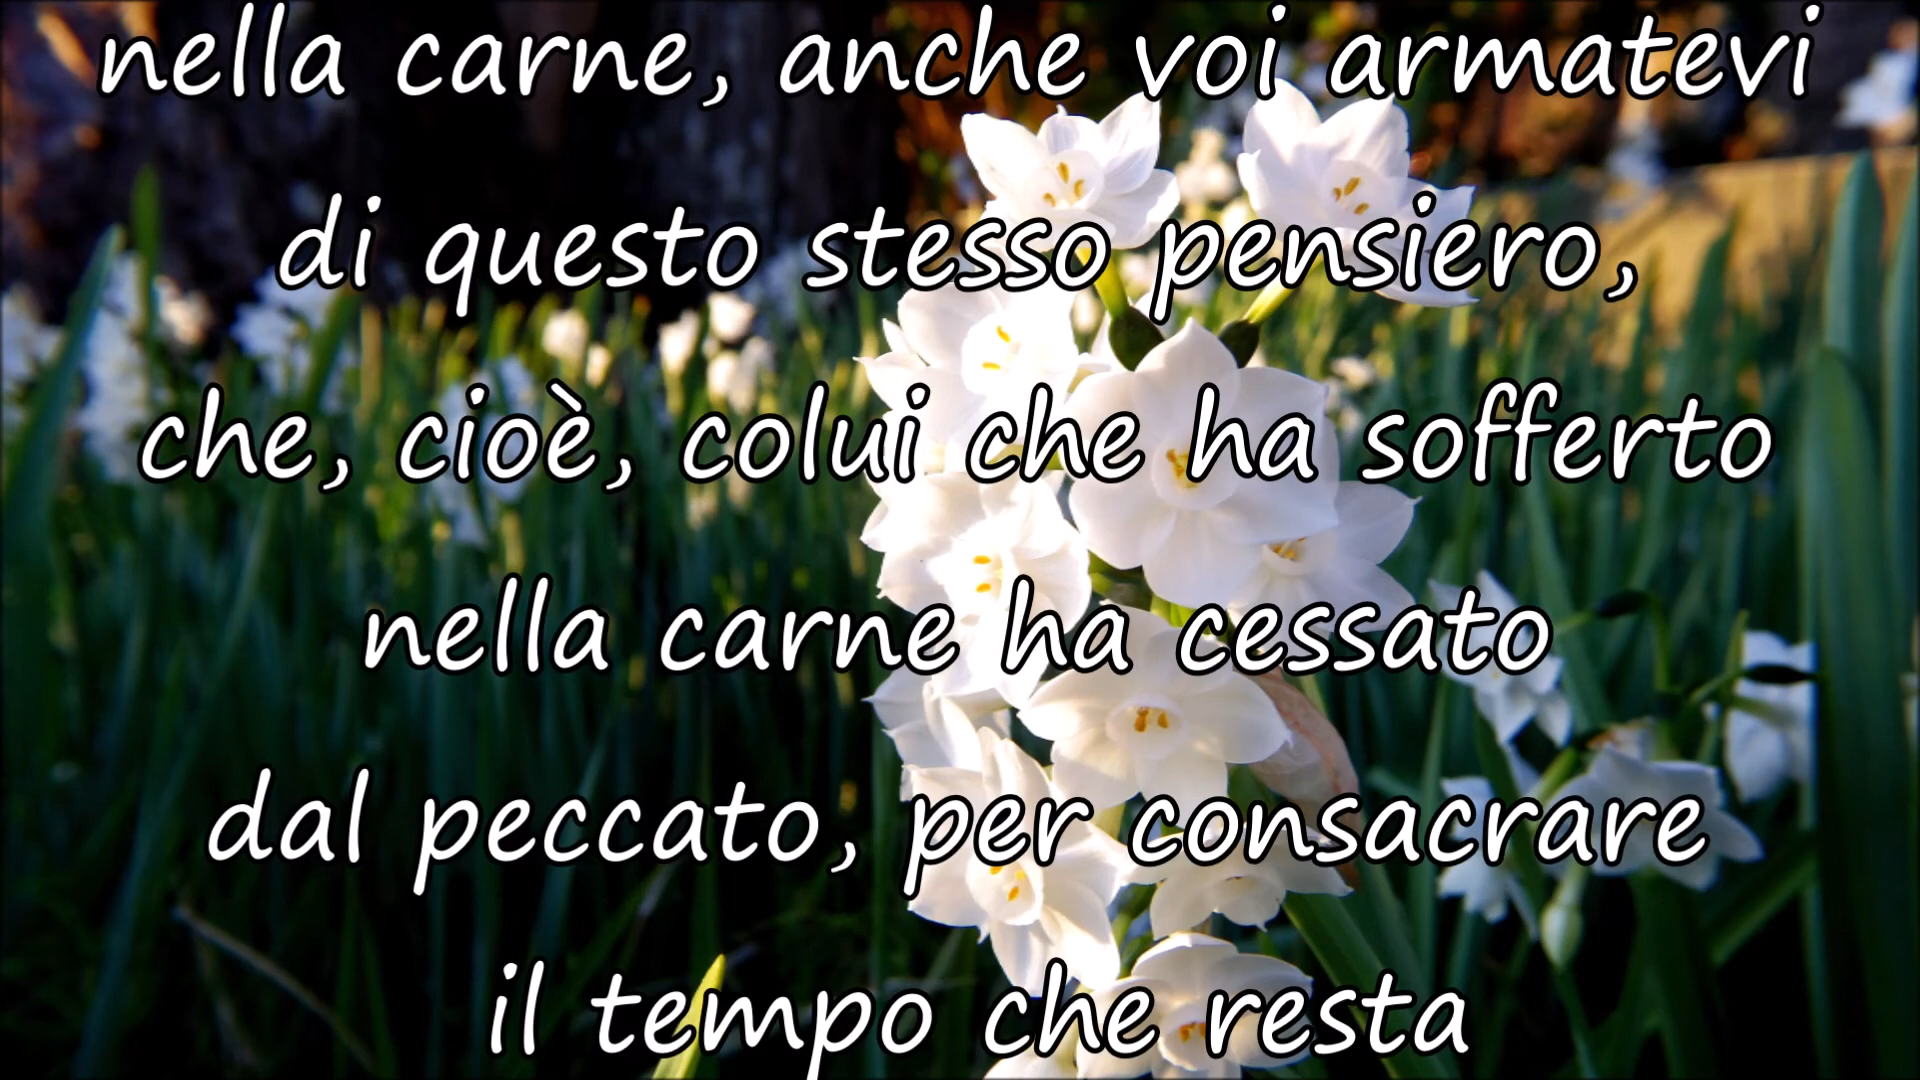 nella carne, anche voi armatevi
di questo stesso pensiero,
che, cioè, colui che ha sofferto
nella carne ha cessato
dal peccato, per consacrare
il tempo che resta